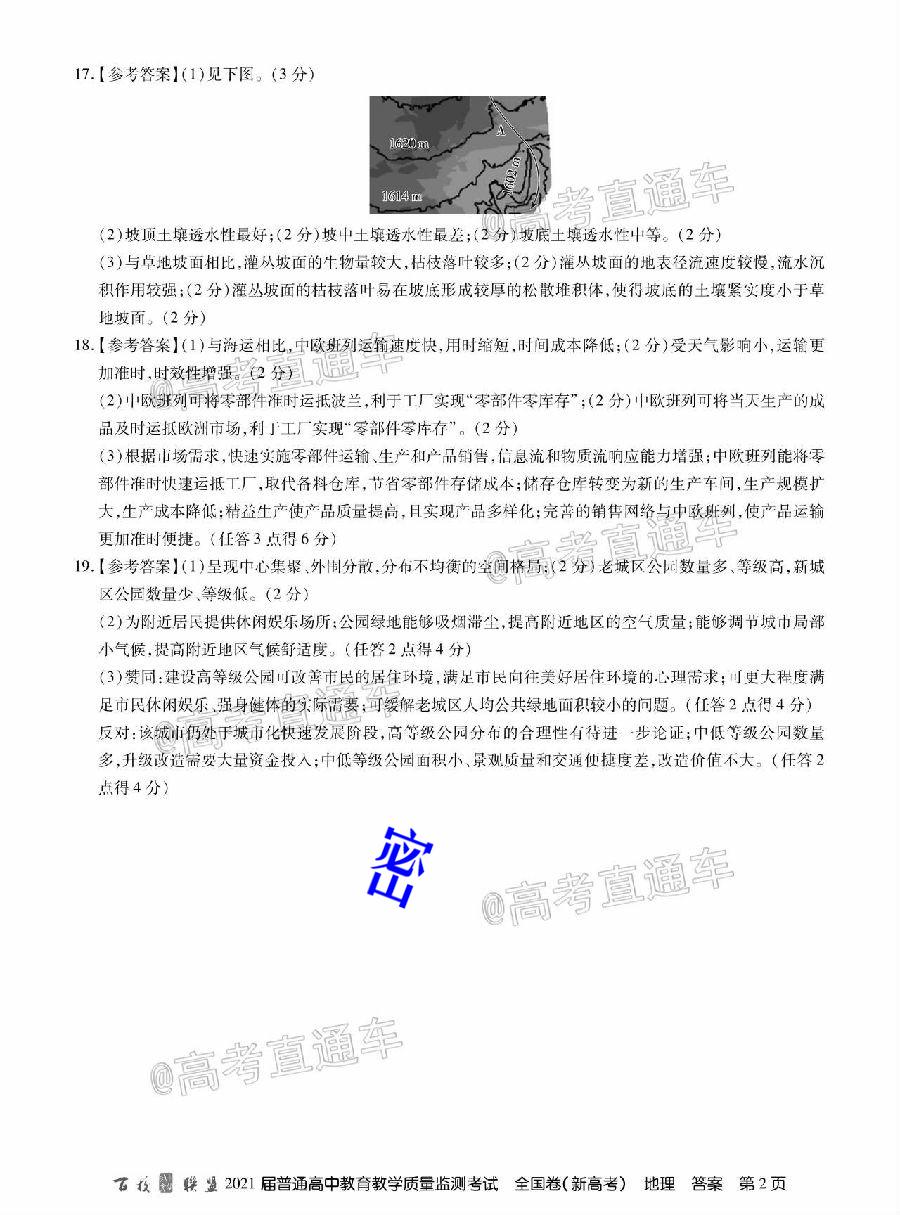 17.【参考答案】(1)见下图。(3 分)
A
1620 m
1602 m
1614 m
@高考直通车
(2)坡顶土壤透水性最好;(2 分)坡中土壤透水性最差;(2 分)坡底土壤透水性中等。(2 分)
(3)与草地坡面相比,灌丛坡面的生物量较大,枯枝落叶较多;(2 分)灌丛坡面的地表径流速度较慢,流水沉
积作用较强;(2 分)灌丛坡面的枯枝落叶易在坡底形成较厚的松散堆积体,使得坡底的土壤紧实度小于草
地坡面。(2 分)
18.【参考答案】(1)与海运相比,中欧班列运输速度快,用时缩短,时间成本降低;(2 分)受天气影响小,运输更
加准时,时效性增强。(2 分)
@高考直通车
(2)中欧班列可将零部件准时运抵波兰,利于工厂实现“零部件零库存”;(2 分)中欧班列可将当天生产的成
品及时运抵欧洲市场,利于工厂实现“零部件零库存”。(2 分)
(3)根据市场需求,快速实施零部件运输、生产和产品销售,信息流和物质流响应能力增强;中欧班列能将零
部件准时快速运抵工厂,取代备料仓库,节省零部件存储成本;储存仓库转变为新的生产车间,生产规模扩
大,生产成本降低;精益生产使产品质量提高,且实现产品多样化;完善的销售网络与中欧班列,使产品运输
更加准时便捷。(任答 3 点得 6 分)
@高考直通车
19.【参考答案】(1)呈现中心集聚、外围分散,分布不均衡的空间格局;(2 分)老城区公园数量多、等级高,新城
区公园数量少、等级低。(2 分)
(2)为附近居民提供休闲娱乐场所;公园绿地能够吸烟滞尘,提高附近地区的空气质量;能够调节城市局部
小气候,提高附近地区气候舒适度。(任答 2 点得 4 分)
(3)赞同:建设高等级公园可改善市民的居住环境,满足市民向往美好居住环境的心理需求;可更大程度满
足市民休闲娱乐、强身健体的实际需要;可缓解老城区人均公共绿地面积较小的问题。(任答 2 点得 4 分)
@高考直通车
反对:该城市仍处于城市化快速发展阶段,高等级公园分布的合理性有待进一步论证;中低等级公园数量
多,升级改造需要大量资金投入;中低等级公园面积小、景观质量和交通便捷度差,改造价值不大。(任答 2
点得 4 分)
密
@高考直通车
@高考直通车
百校联盟 2021 届普通高中教育教学质量监测考试 全国卷(新高考) 地理 答案 第 2 页